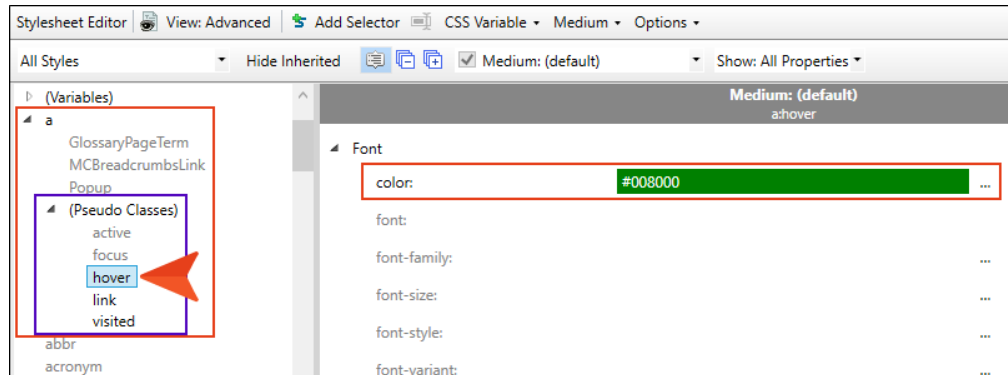 Stylesheet Editor View: Advanced Add Selector CSS Variable Medium Options
All Styles Hide Inherited Medium: (default) Show: All Properties
(Variables)
a
GlossaryPageTerm
MCBreadcrumbsLink
Popup
(Pseudo Classes)
active
focus
hover
link
visited
abbr
acronym
Medium: (default)
a:hover
Font
color: #008000 ...
font:
font-family: ...
font-size: ...
font-style: ...
font-variant: ...